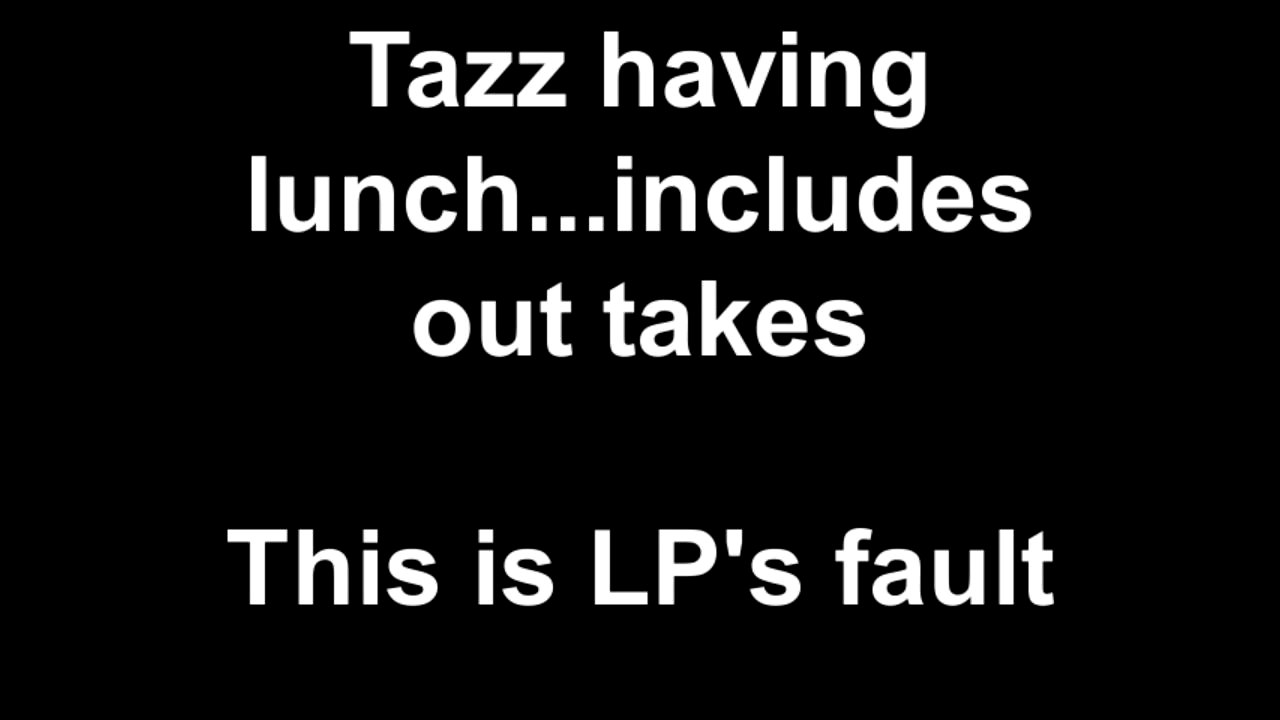 Tazz having
lunch...includes
out takes
This is LP's fault